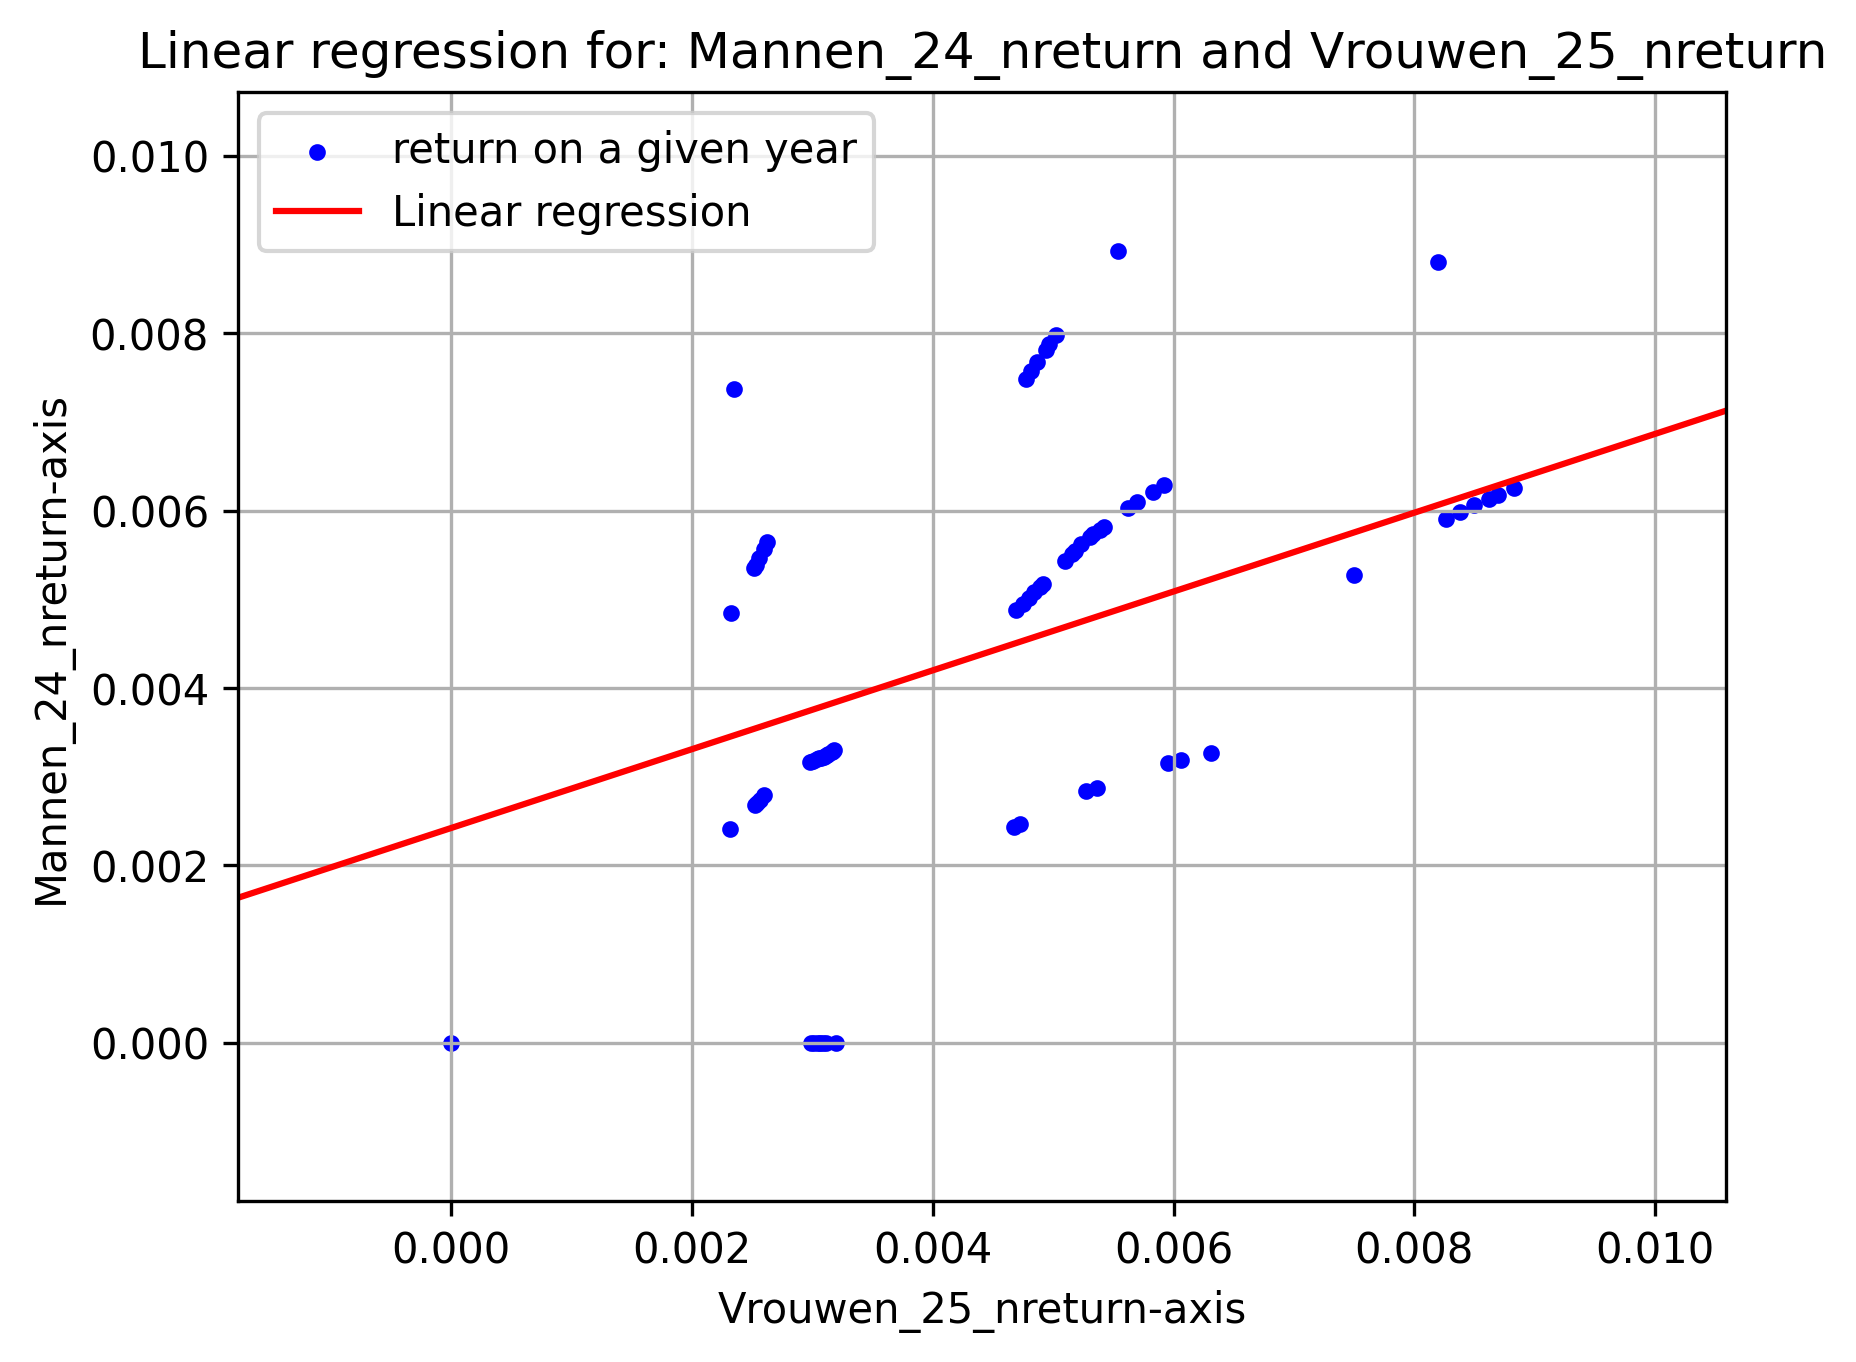 Linear regression for: Mannen_24_nreturn and Vrouwen_25_nreturn
return on a given year
Linear regression
0.010
0.008
0.006
0.004
0.002
0.000
Mannen_24_nreturn-axis
0.000 0.002 0.004 0.006 0.008 0.010
Vrouwen_25_nreturn-axis